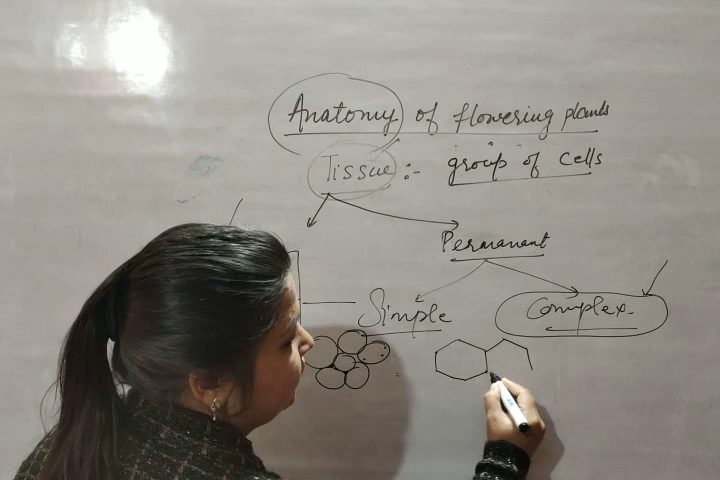 Anatomy of flowering plants
Tissue :- group of cells
Permanent
Simple
Complex